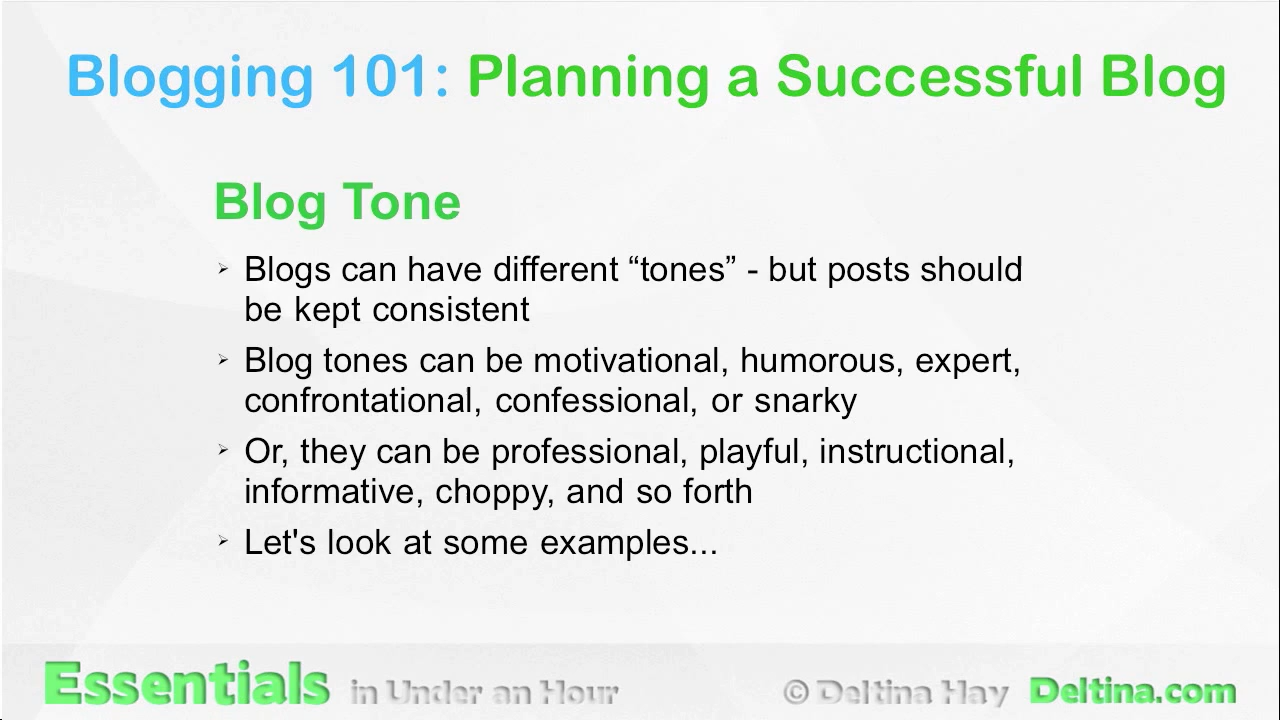 Blogging 101: Planning a Successful Blog
Blog Tone
➢ Blogs can have different “tones” - but posts should
be kept consistent
➢ Blog tones can be motivational, humorous, expert,
confrontational, confessional, or snarky
➢ Or, they can be professional, playful, instructional,
informative, choppy, and so forth
➢ Let's look at some examples...
Essentials in Under an Hour © Deltina Hay Deltina.com